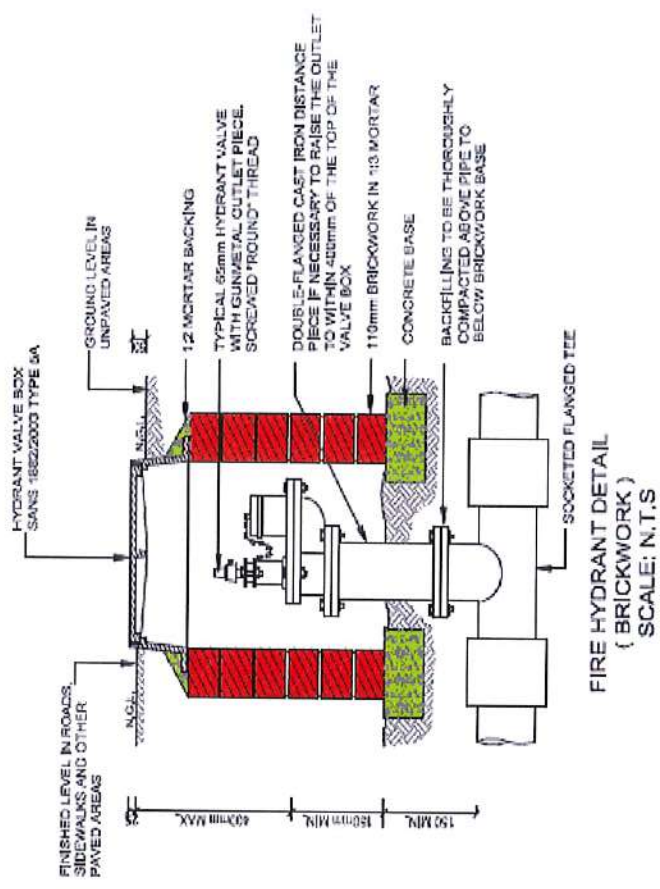 FINISHED LEVEL IN ROADS,
SIDEWALKS AND OTHER
PAVED AREAS
HYDRANT VALVE BOX
SANS 1882/2003 TYPE 5A
GROUND LEVEL IN
UNPAVED AREAS
N.G.L.
N.G.L.
25
400mm MAX.
150mm MIN.
150 MIN.
1:2 MORTAR BACKING
TYPICAL 65mm HYDRANT VALVE
WITH GUNMETAL OUTLET PIECE,
SCREWED "ROUND" THREAD
DOUBLE-FLANGED CAST IRON DISTANCE
PIECE IF NECESSARY TO RAISE THE OUTLET
TO WITHIN 400mm OF THE TOP OF THE
VALVE BOX
110mm BRICKWORK IN 1:3 MORTAR
CONCRETE BASE
BACKFILLING TO BE THOROUGHLY
COMPACTED ABOVE PIPE TO
BELOW BRICKWORK BASE
SOCKETED FLANGED TEE
FIRE HYDRANT DETAIL
( BRICKWORK )
SCALE: N.T.S